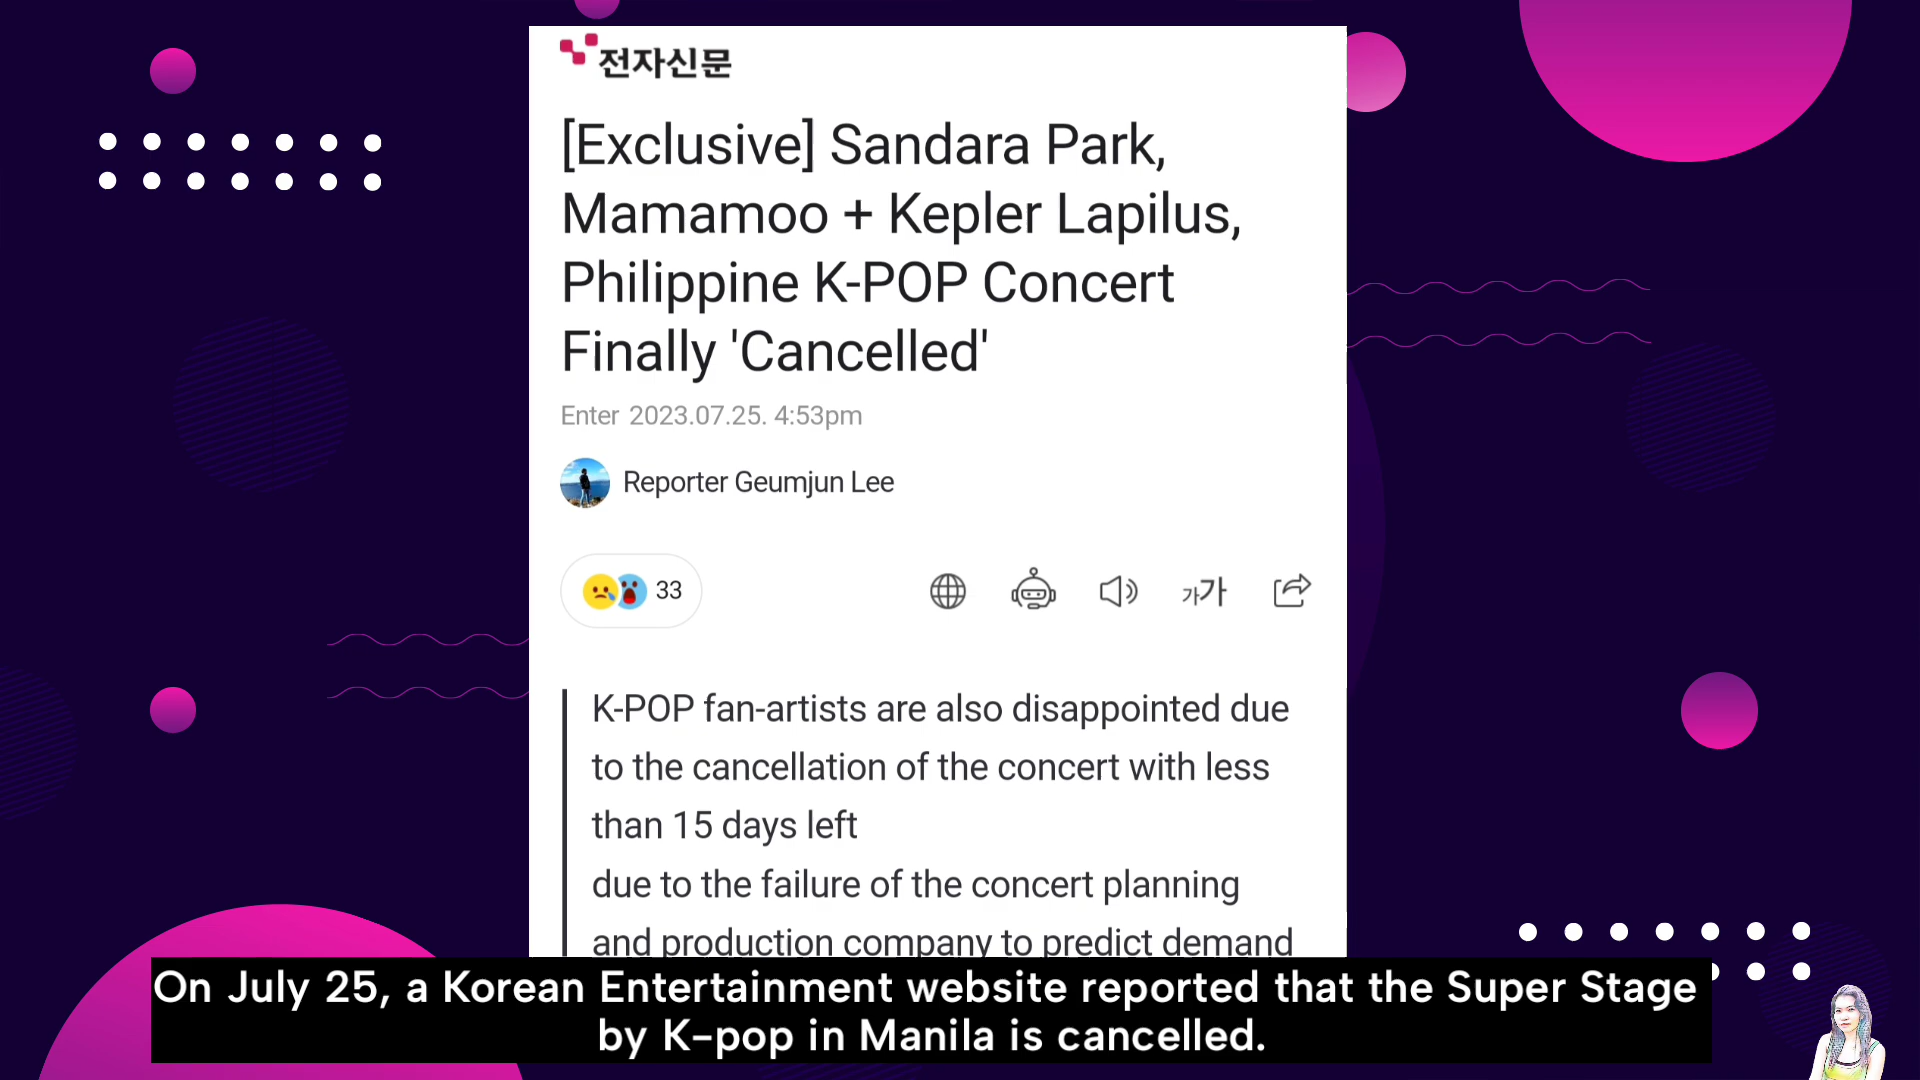 전자신문
[Exclusive] Sandara Park,
Mamamoo + Kepler Lapilus,
Philippine K-POP Concert
Finally 'Cancelled'
Enter 2023.07.25. 4:53pm
Reporter Geumjun Lee
33
가가
K-POP fan-artists are also disappointed due
to the cancellation of the concert with less
than 15 days left
due to the failure of the concert planning
and production company to predict demand
On July 25, a Korean Entertainment website reported that the Super Stage
by K-pop in Manila is cancelled.